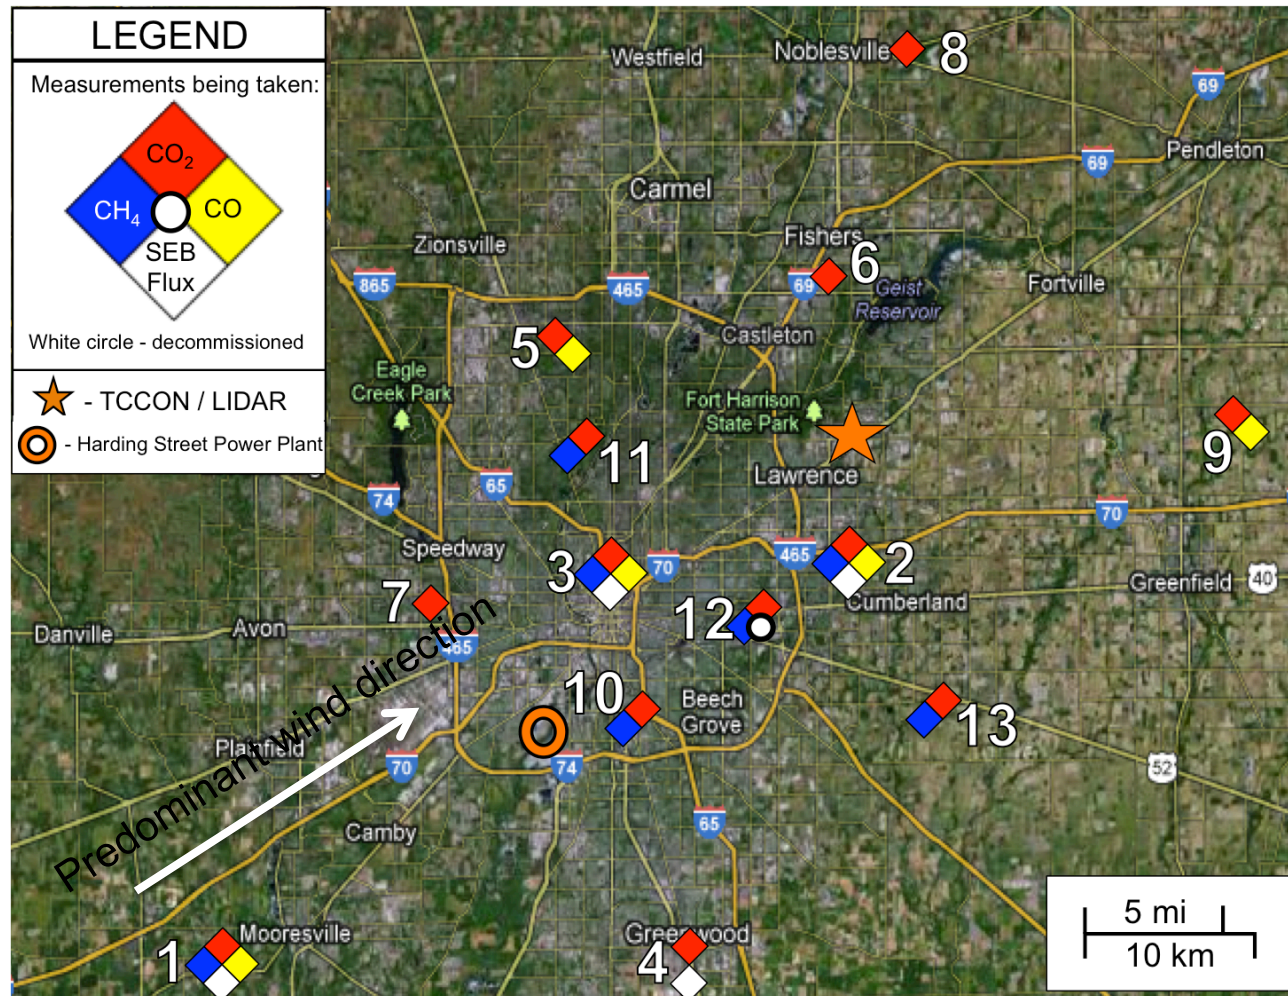 LEGEND
Measurements being taken:
CO2
CH4
CO
SEB
Flux
White circle - decommissioned
- TCCON / LIDAR
- Harding Street Power Plant
Westfield
Noblesville
8
69
Pendleton
69
Carmel
Zionsville
Fishers
6
865
465
69
Geist
Reservoir
Fortville
5
Castleton
Eagle
Creek Park
Fort Harrison
State Park
9
11
Lawrence
65
74
70
Speedway
3
70
465
2
Greenfield
40
7
12
Cumberland
Danville
Avon
465
Predominant wind direction
10
Beech
Grove
13
Plainfield
70
74
52
65
Camby
5 mi
10 km
1
Mooresville
Greenwood
4